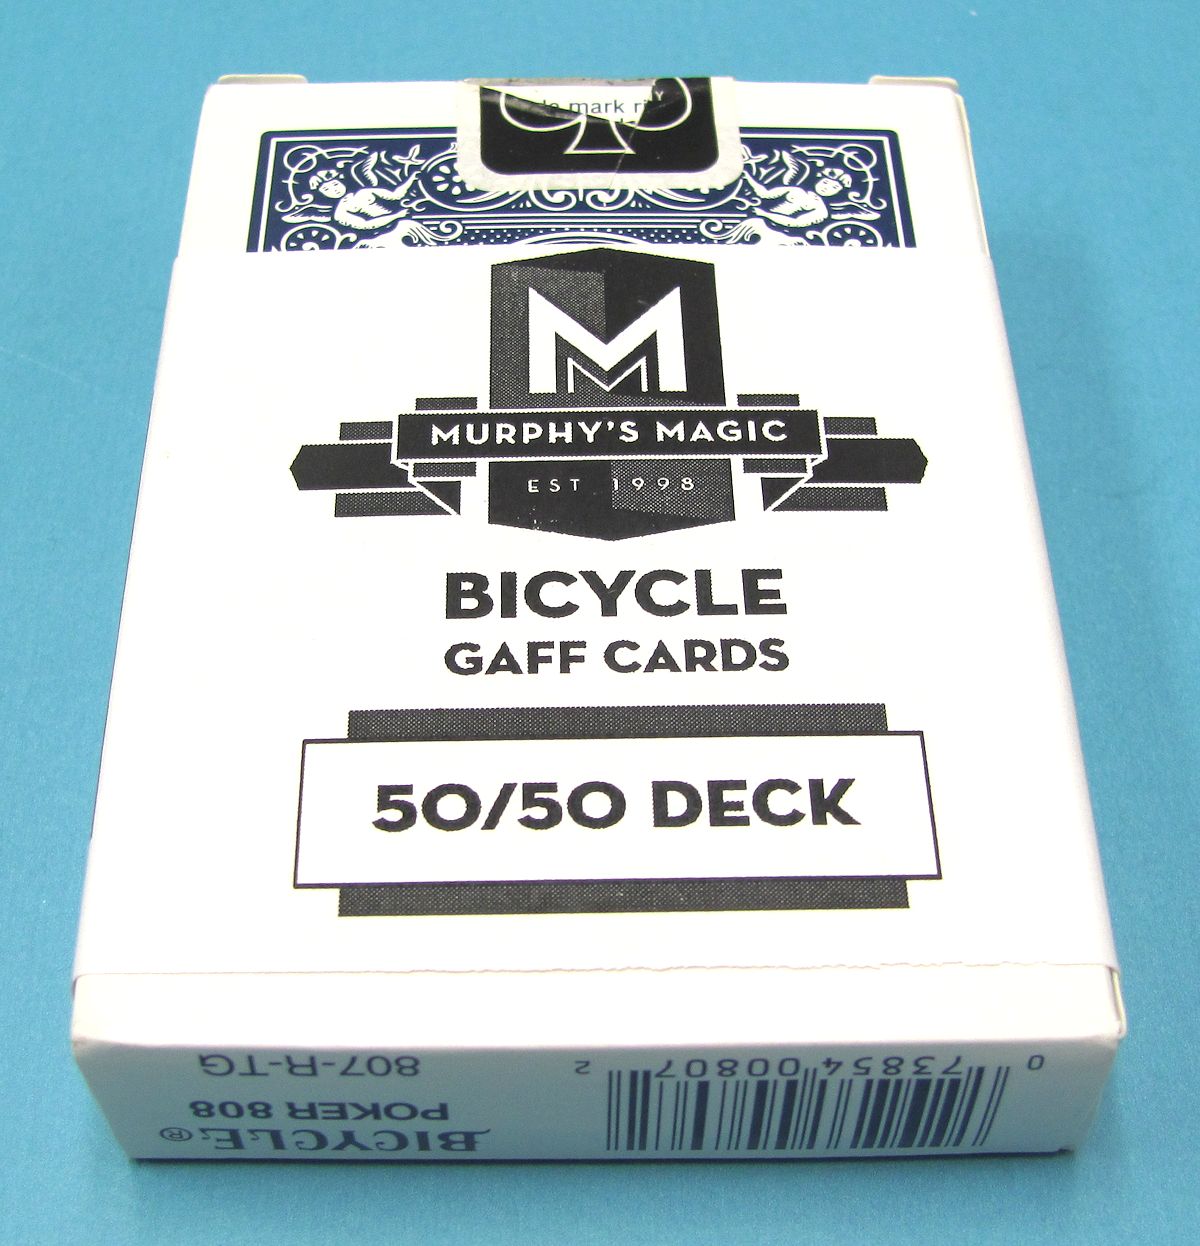 mark
M
M
MURPHY'S MAGIC
EST 1998
BICYCLE
GAFF CARDS
50/50 DECK
BICYCLE®
POKER 808
807-R-TG
0 73854 00807 2